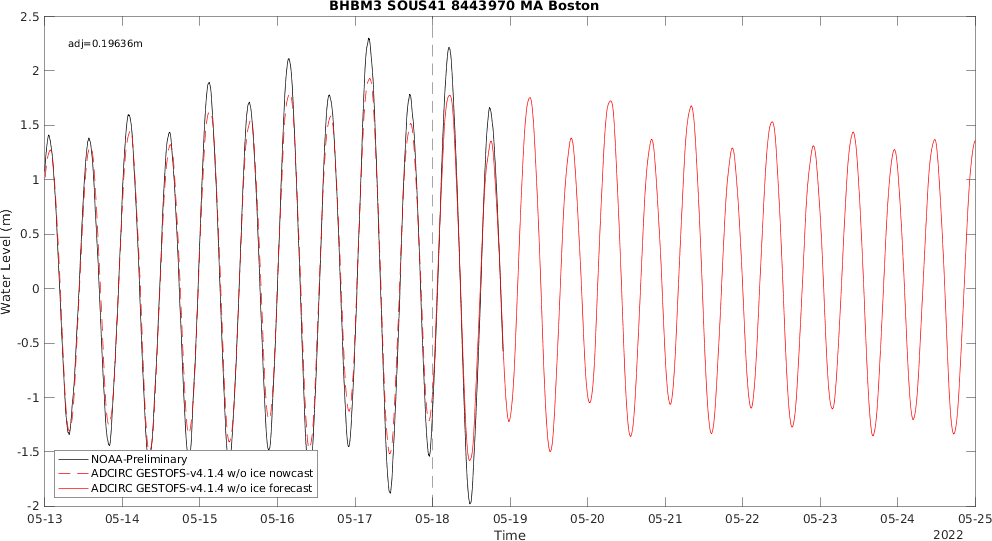 BHBM3 SOUS41 8443970 MA Boston
adj=0.19636m
Water Level (m)
2.5
2
1.5
1
0.5
0
-0.5
-1
-1.5
-2
NOAA-Preliminary
ADCIRC GESTOFS-v4.1.4 w/o ice nowcast
ADCIRC GESTOFS-v4.1.4 w/o ice forecast
05-13 05-14 05-15 05-16 05-17 05-18 05-19 05-20 05-21 05-22 05-23 05-24 05-25
Time
2022